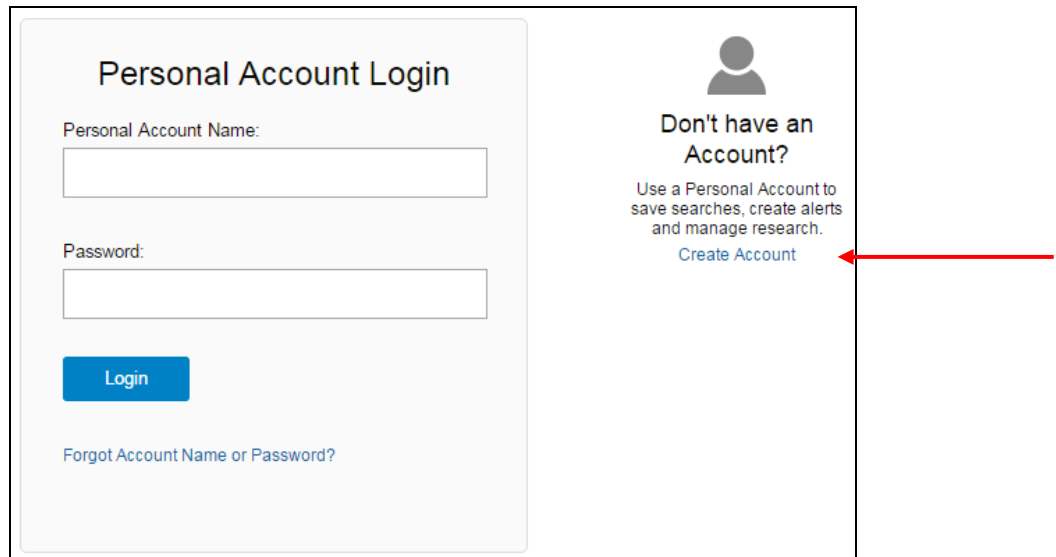 Personal Account Login
Personal Account Name:
Password:
Login
Forgot Account Name or Password?
Don't have an
Account?
Use a Personal Account to
save searches, create alerts
and manage research.
Create Account